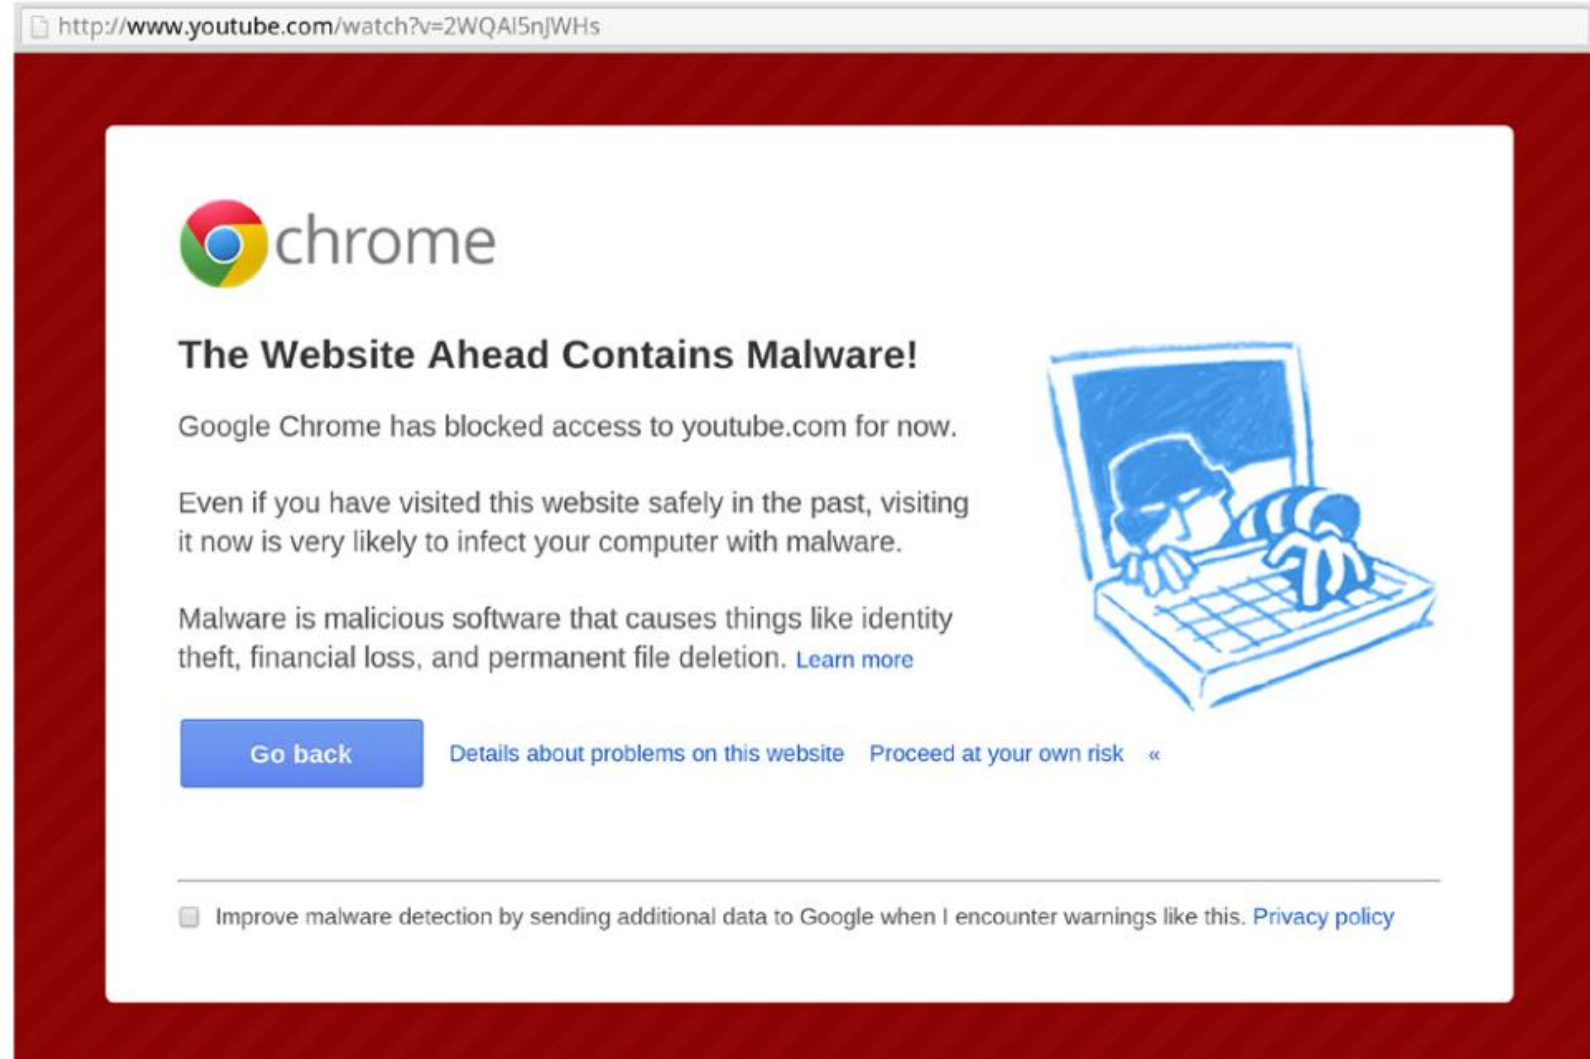 http://www.youtube.com/watch?v=2WQAl5nJWHs
chrome
The Website Ahead Contains Malware!
Google Chrome has blocked access to youtube.com for now.
Even if you have visited this website safely in the past, visiting
it now is very likely to infect your computer with malware.
Malware is malicious software that causes things like identity
theft, financial loss, and permanent file deletion. Learn more
Go back Details about problems on this website Proceed at your own risk «
Improve malware detection by sending additional data to Google when I encounter warnings like this. Privacy policy